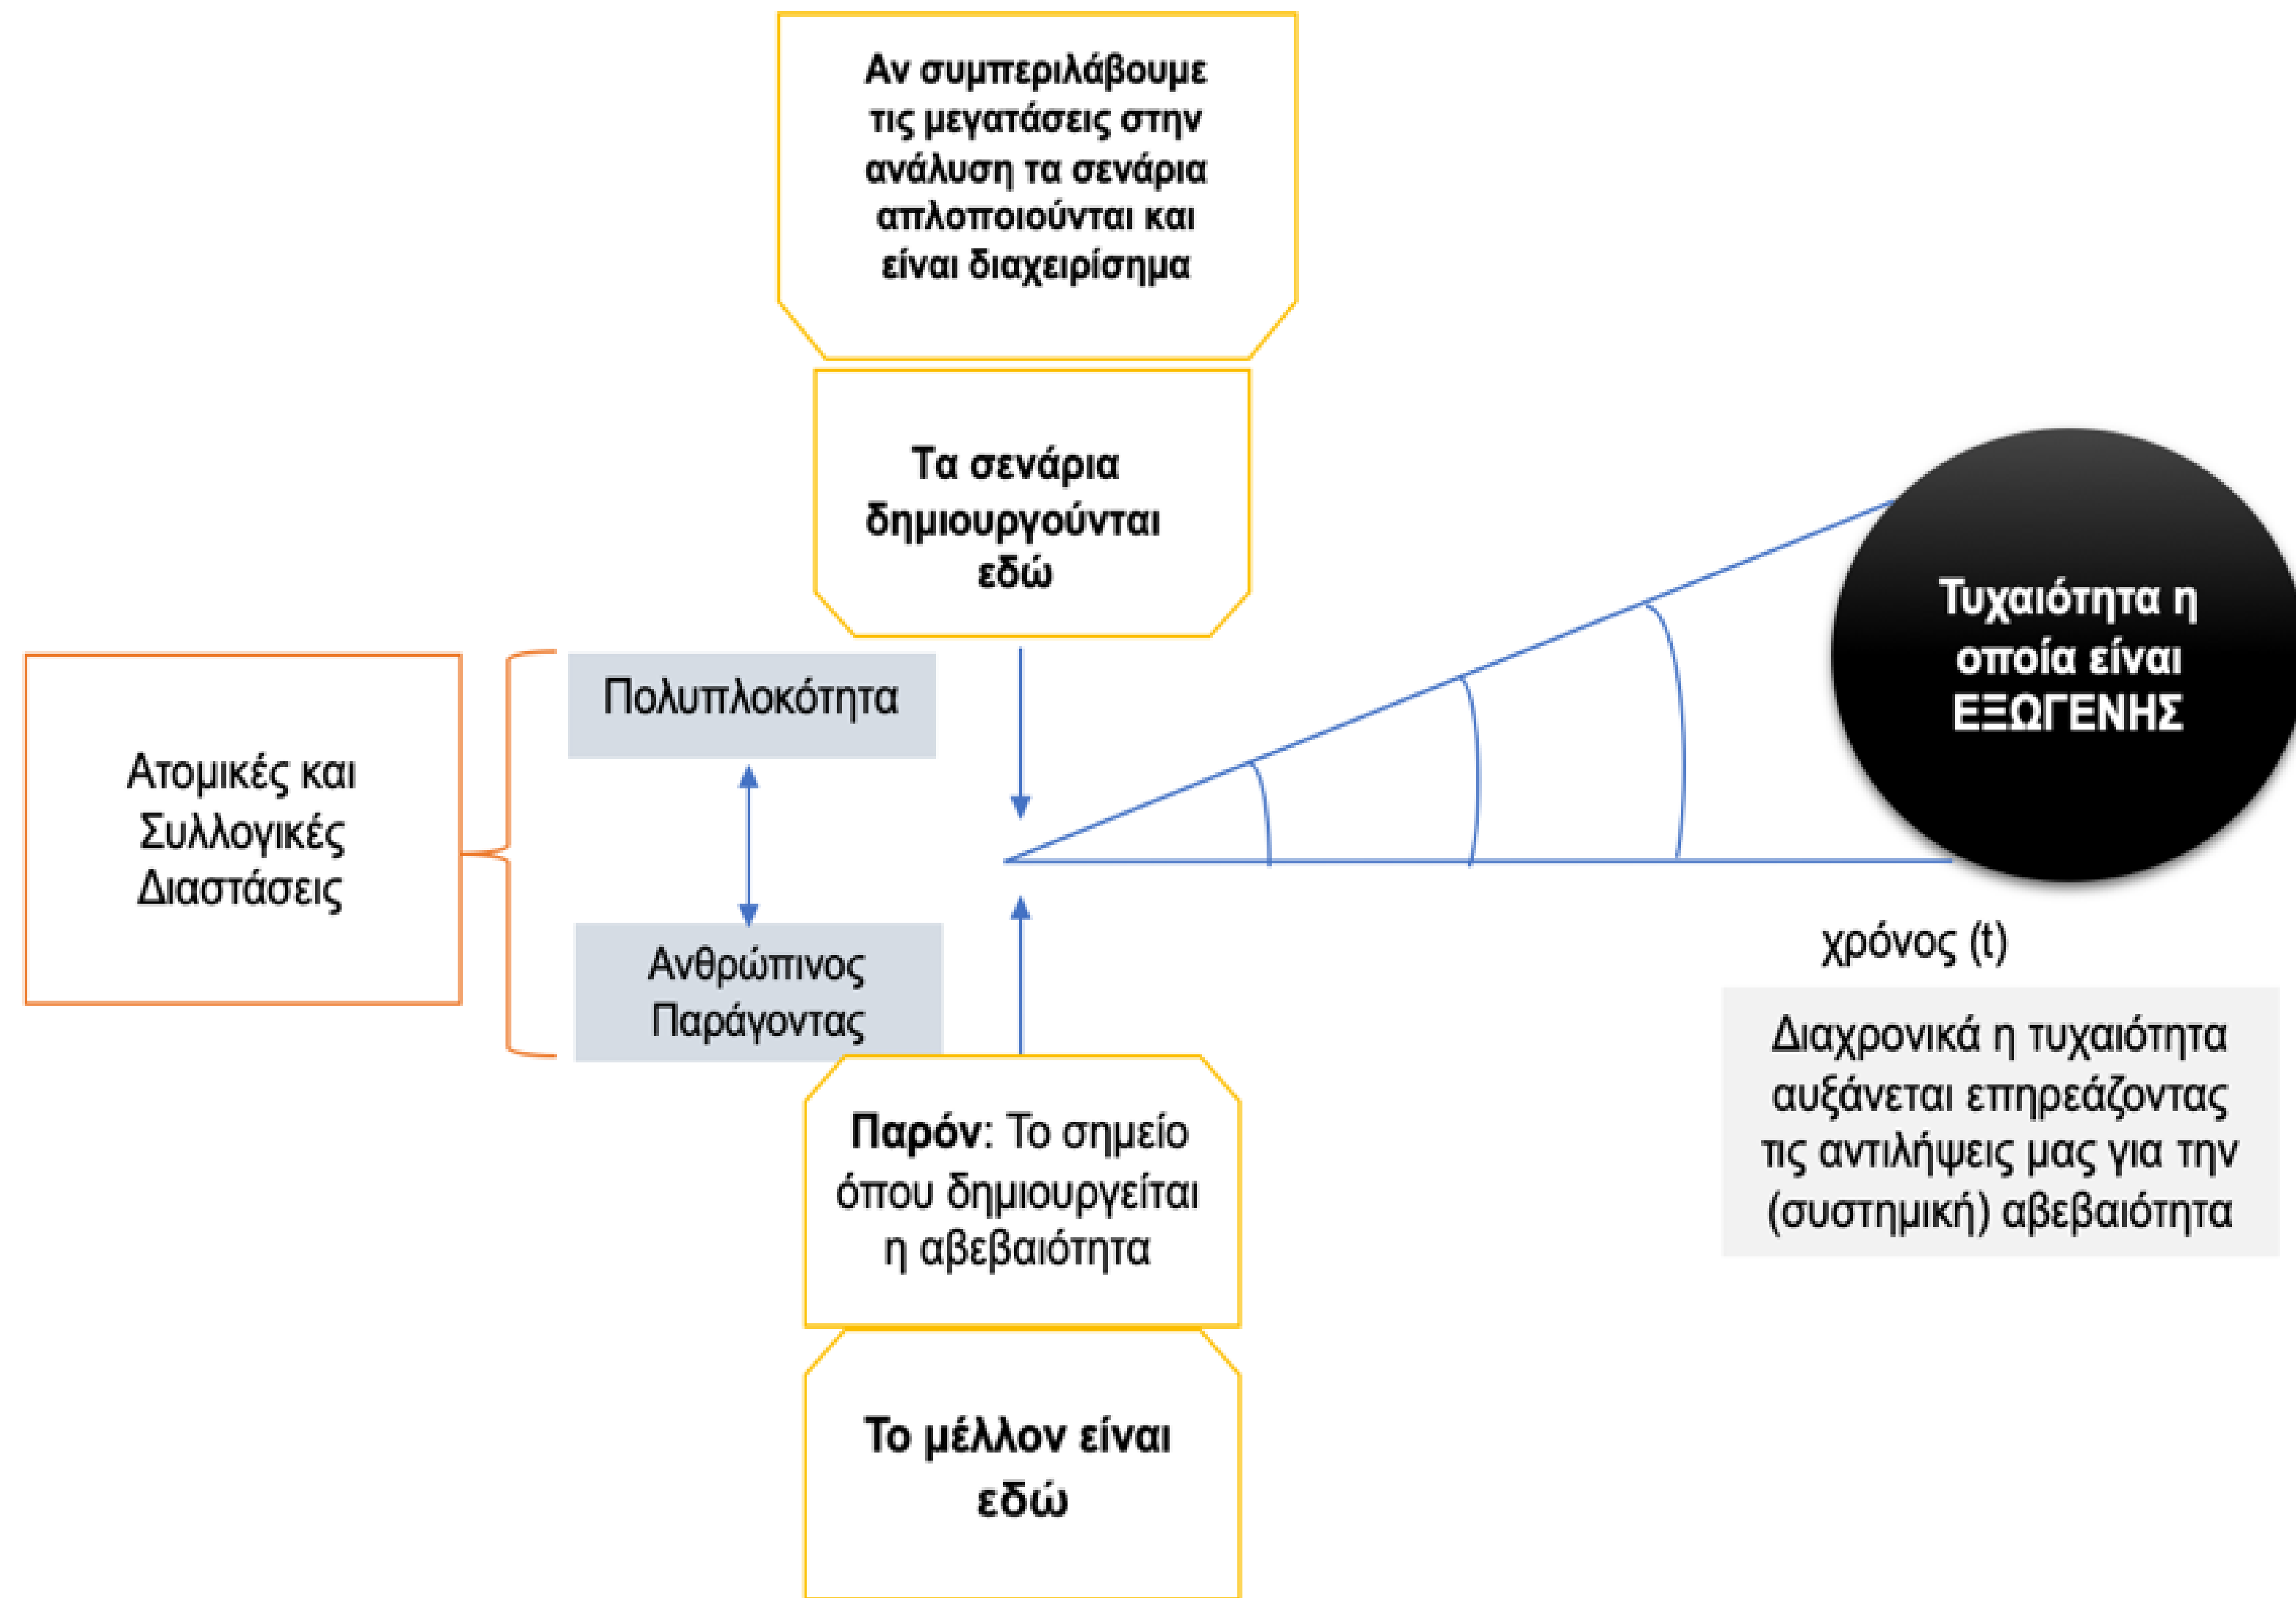 Αν συμπεριλάβουμε
τις μεγατάσεις στην
ανάλυση τα σενάρια
απλοποιούνται και
είναι διαχειρίσημα
Τα σενάρια
δημιουργούνται
εδώ
Τυχαιότητα η
οποία είναι
ΕΞΩΓΕΝΗΣ
Πολυπλοκότητα
Ατομικές και
Συλλογικές
Διαστάσεις
Ανθρώπινος
Παράγοντας
χρόνος (t)
Διαχρονικά η τυχαιότητα
αυξάνεται επηρεάζοντας
τις αντιλήψεις μας για την
(συστημική) αβεβαιότητα
Παρόν: Το σημείο
όπου δημιουργείται
η αβεβαιότητα
Το μέλλον είναι
εδώ